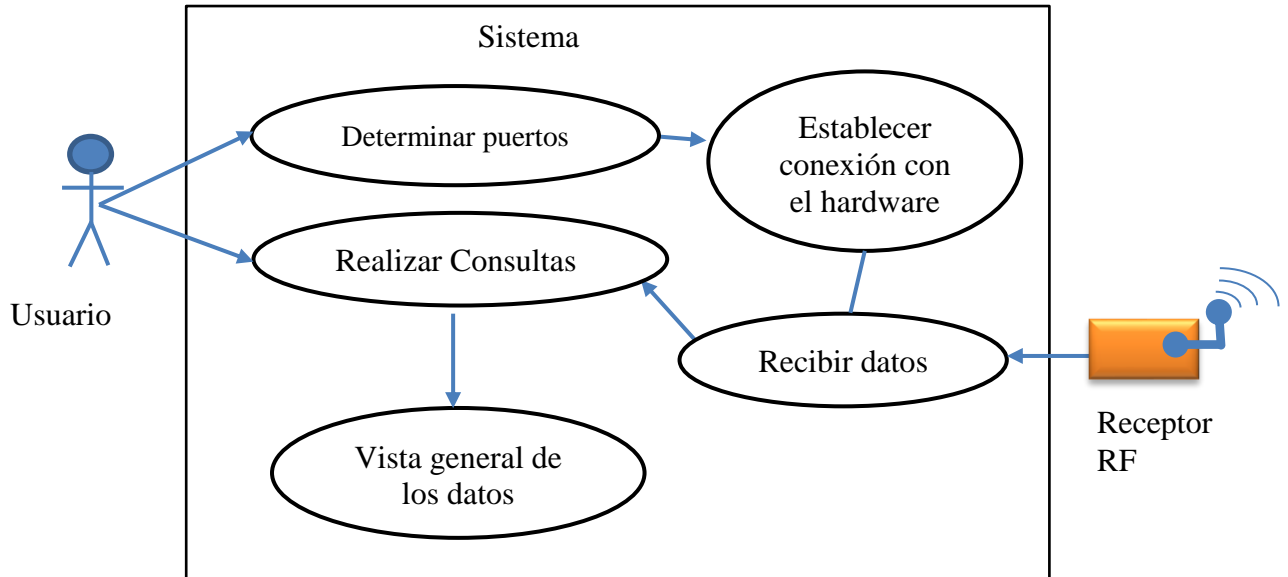 Sistema
Determinar puertos
Establecer
conexión con
el hardware
Realizar Consultas
Usuario
Recibir datos
Receptor
RF
Vista general de
los datos